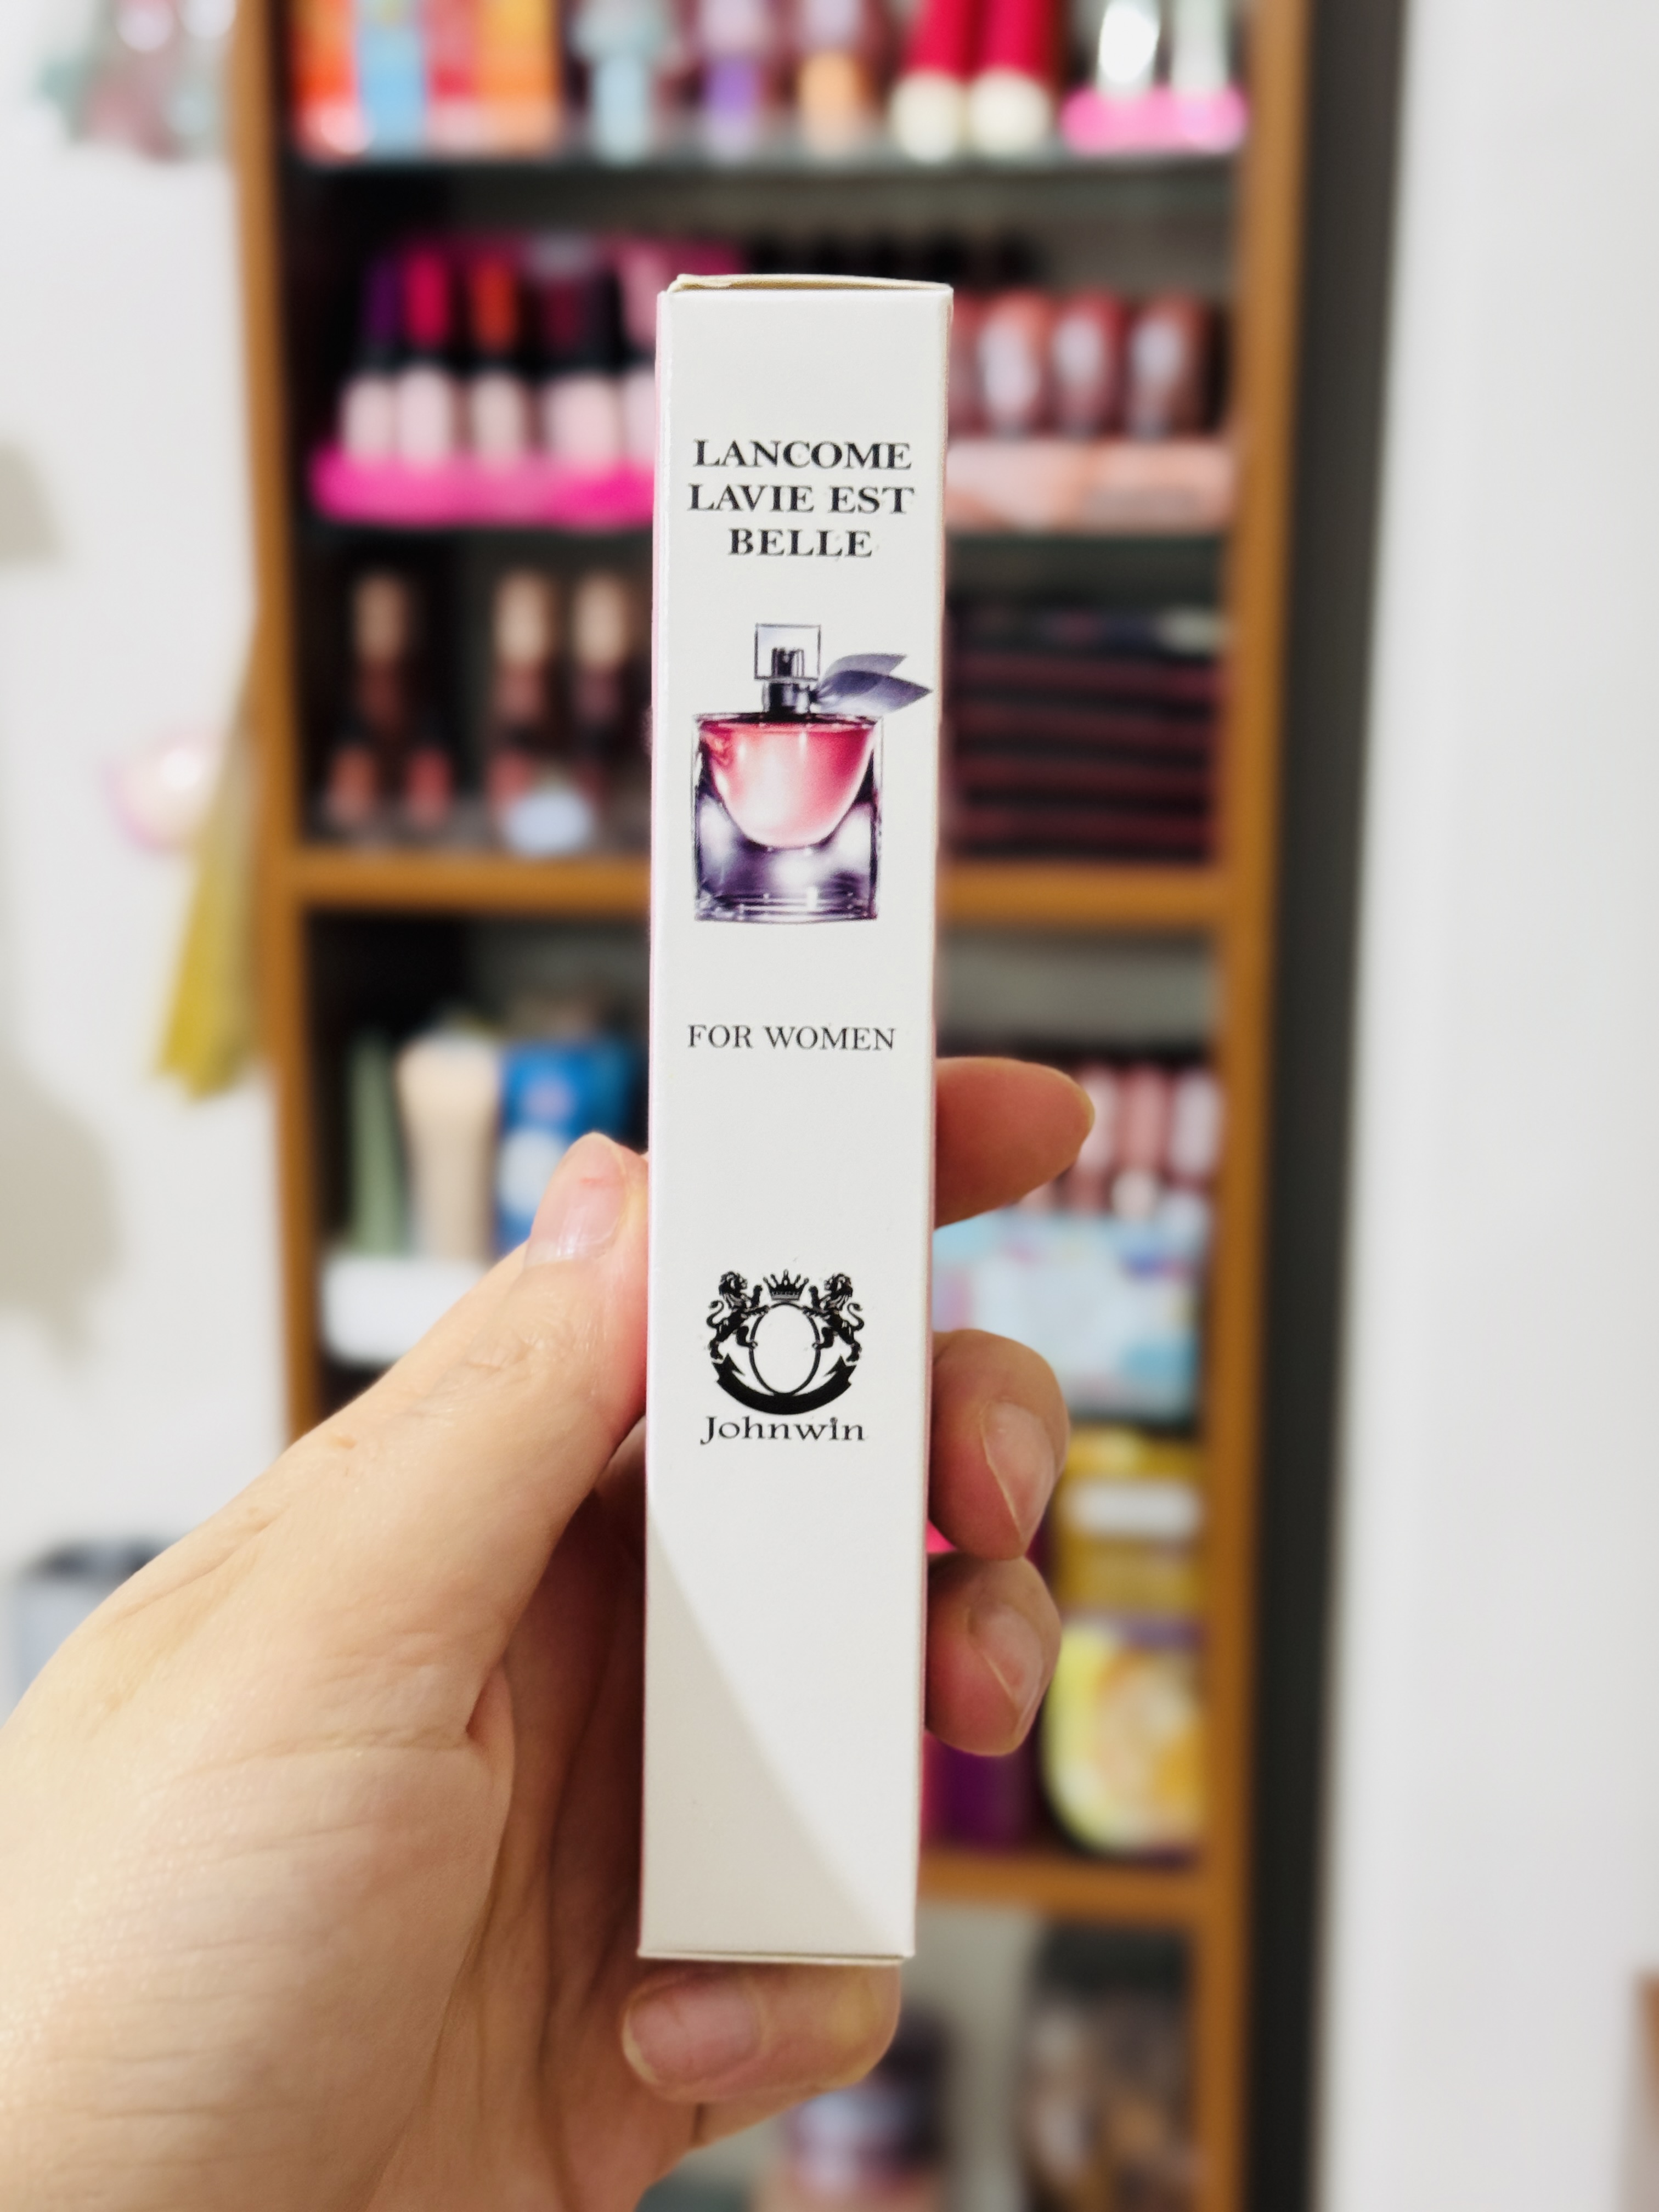 LANCOME
LAVIE EST
BELLE
FOR WOMEN
Johnwin